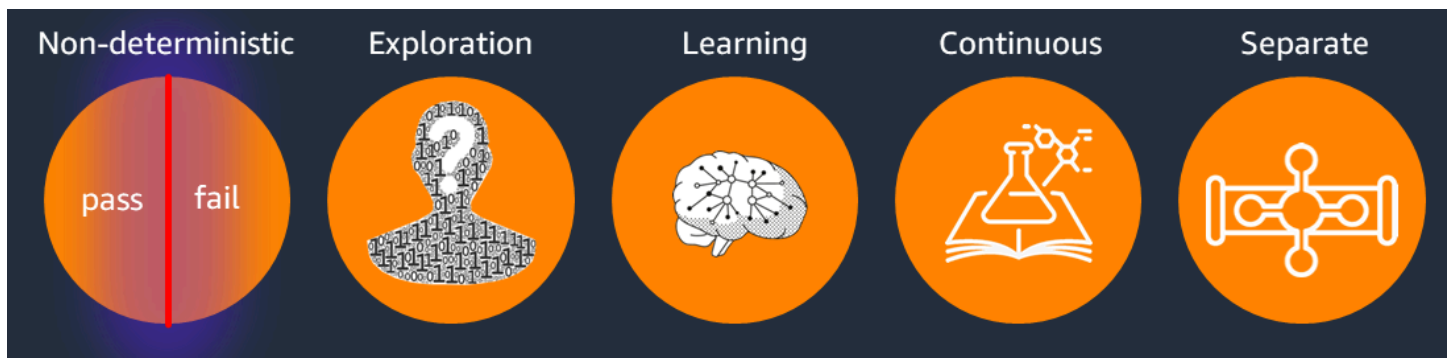 Non-deterministic
Exploration
Learning
Continuous
Separate
pass
fail
?